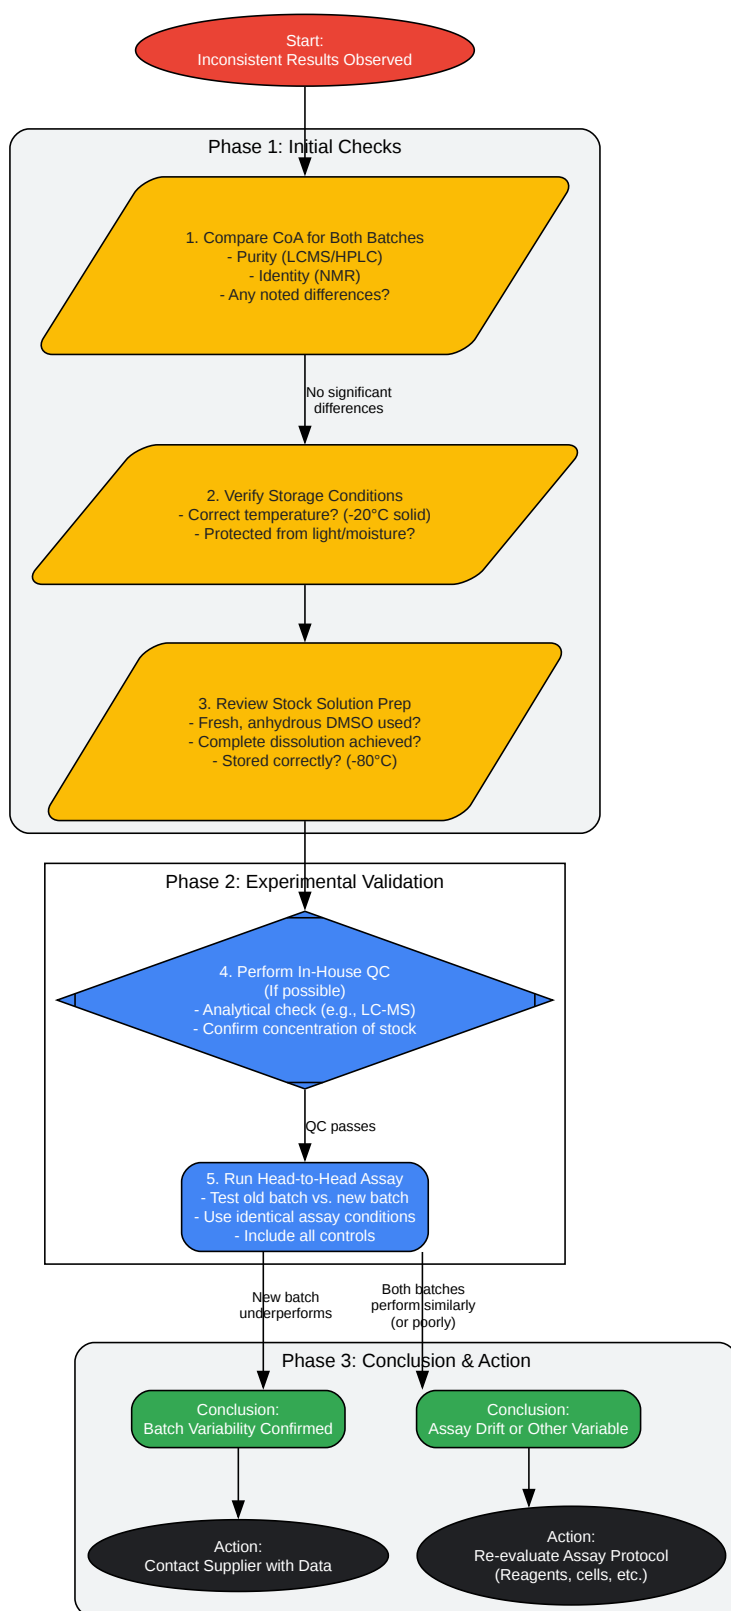 Start:
Inconsistent Results Observed
Phase 1: Initial Checks
1. Compare CoA for Both Batches
- Purity (LCMS/HPLC)
- Identity (NMR)
- Any noted differences?
No significant
differences
2. Verify Storage Conditions
- Correct temperature? (-20°C solid)
- Protected from light/moisture?
3. Review Stock Solution Prep
- Fresh, anhydrous DMSO used?
- Complete dissolution achieved?
- Stored correctly? (-80°C)
Phase 2: Experimental Validation
4. Perform In-House QC
(If possible)
- Analytical check (e.g., LC-MS)
- Confirm concentration of stock
QC passes
5. Run Head-to-Head Assay
- Test old batch vs. new batch
- Use identical assay conditions
- Include all controls
New batch
underperforms
Both batches
perform similarly
(or poorly)
Phase 3: Conclusion & Action
Conclusion:
Batch Variability Confirmed
Conclusion:
Assay Drift or Other Variable
Action:
Contact Supplier with Data
Action:
Re-evaluate Assay Protocol
(Reagents, cells, etc.)